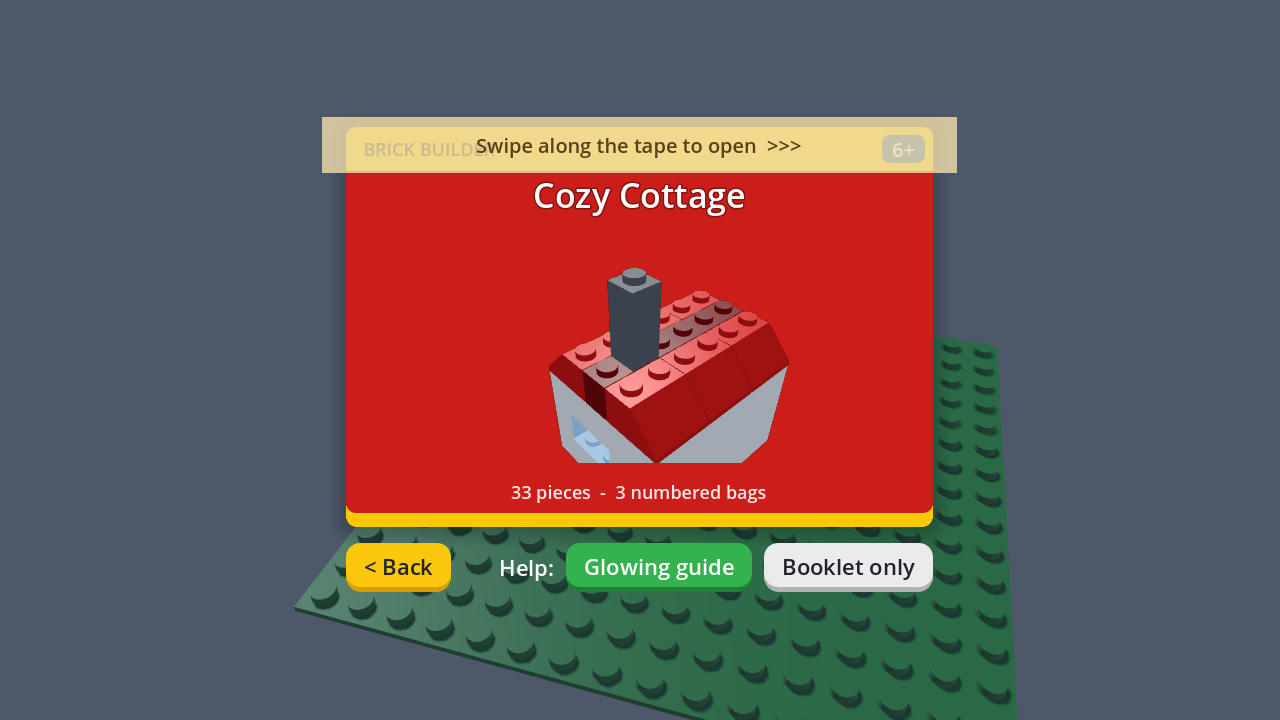 BRICK BUILDER
Swipe along the tape to open >>>
6+
Cozy Cottage
33 pieces - 3 numbered bags
< Back
Help:
Glowing guide
Booklet only